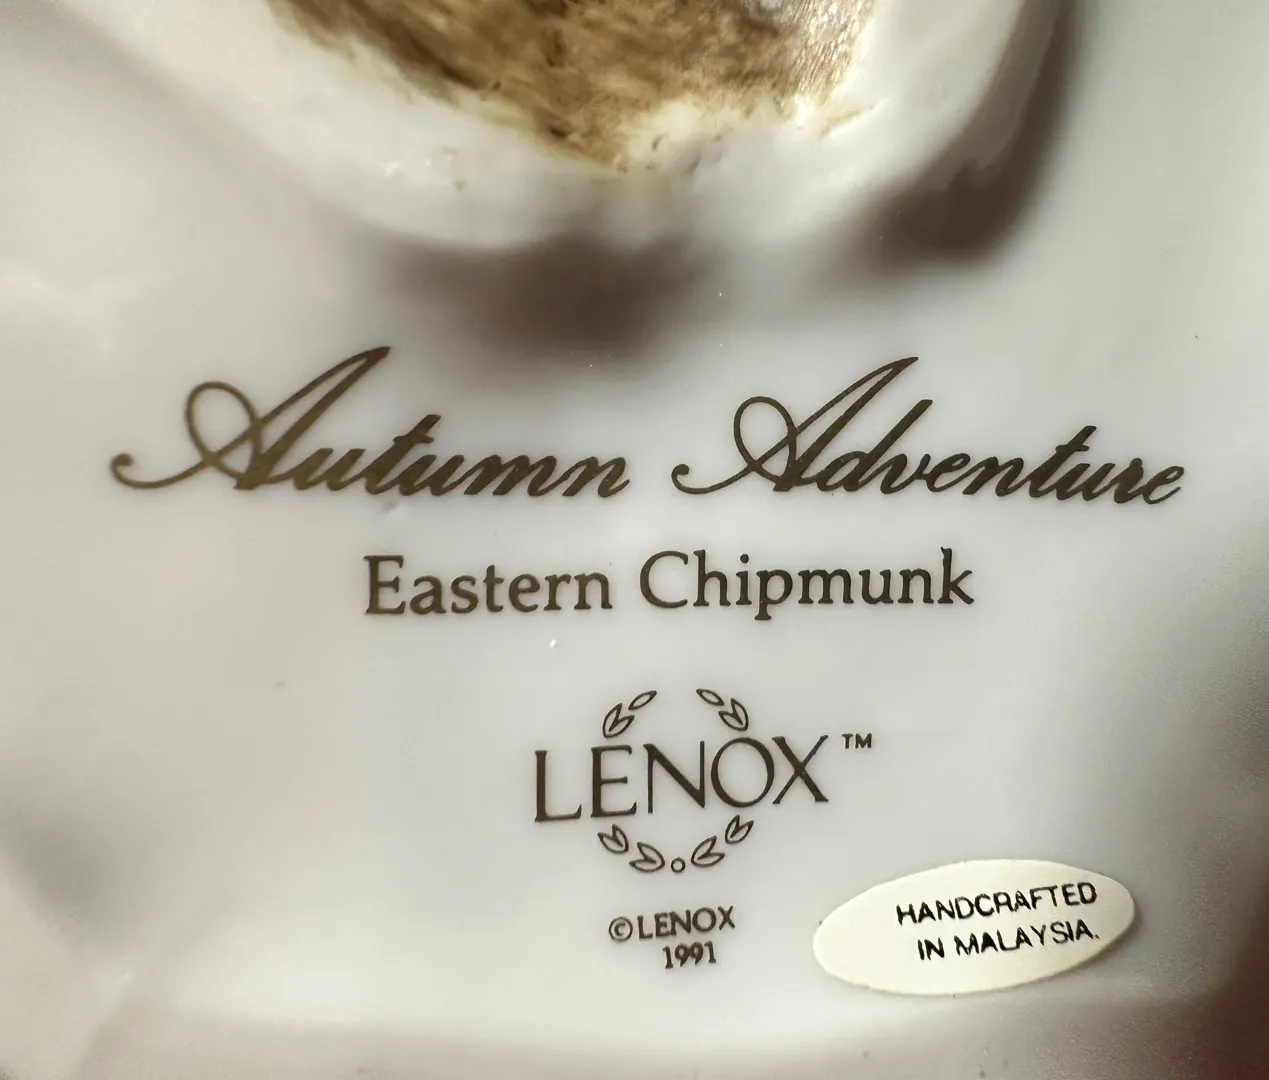 Autumn Adventure
Eastern Chipmunk
LENOX™
©LENOX
1991
HANDCRAFTED
IN MALAYSIA.